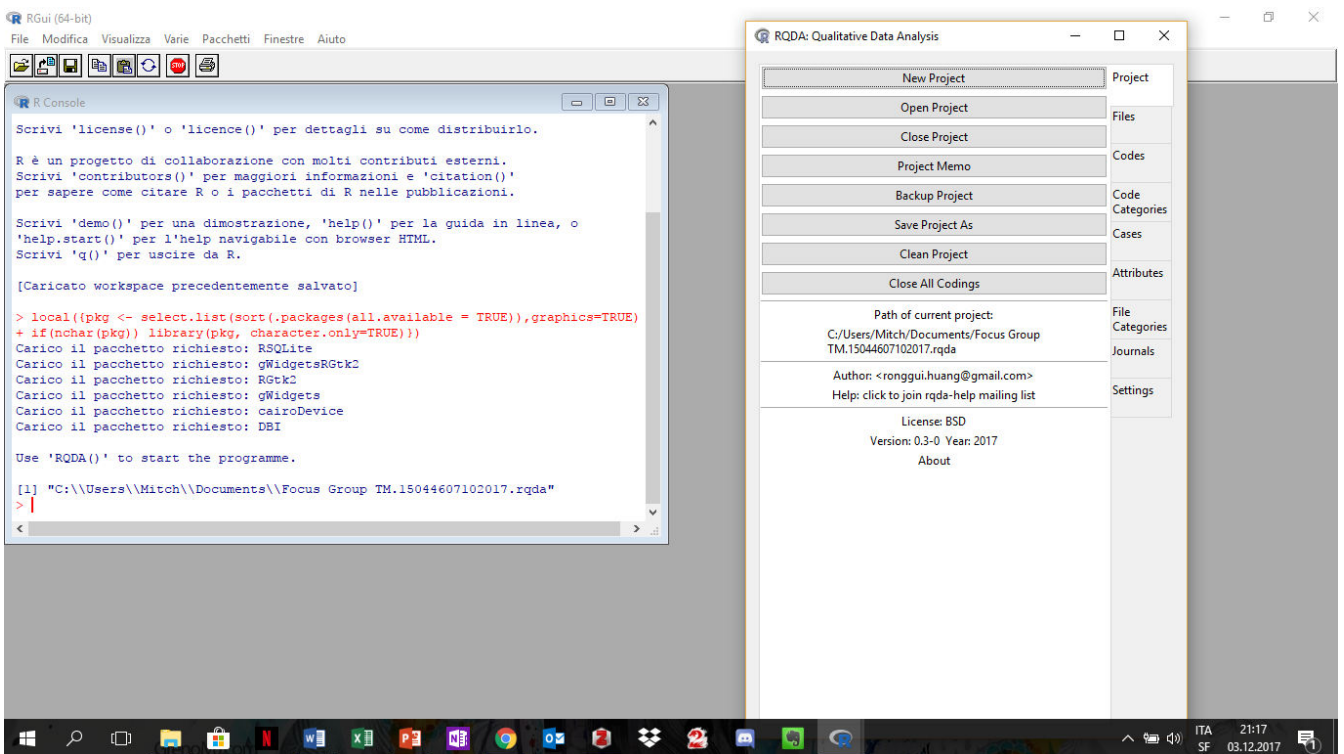 RGui (64-bit)
File Modifica Visualizza Varie Pacchetti Finestre Aiuto
STOP
R Console
Scrivi 'license()' o 'licence()' per dettagli su come distribuirlo.
R è un progetto di collaborazione con molti contributi esterni.
Scrivi 'contributors()' per maggiori informazioni e 'citation()'
per sapere come citare R o i pacchetti di R nelle pubblicazioni.
Scrivi 'demo()' per una dimostrazione, 'help()' per la guida in linea, o
'help.start()' per l'help navigabile con browser HTML.
Scrivi 'q()' per uscire da R.
[Caricato workspace precedentemente salvato]
> local({pkg <- select.list(sort(.packages(all.available = TRUE)),graphics=TRUE)
+ if(nchar(pkg)) library(pkg, character.only=TRUE)})
Carico il pacchetto richiesto: RSQLite
Carico il pacchetto richiesto: gWidgetsRGtk2
Carico il pacchetto richiesto: RGtk2
Carico il pacchetto richiesto: gWidgets
Carico il pacchetto richiesto: cairoDevice
Carico il pacchetto richiesto: DBI
Use 'RQDA()' to start the programme.
[1] "C:\\Users\\Mitch\\Documents\\Focus Group TM.15044607102017.rqda"
>
RQDA: Qualitative Data Analysis
New Project
Open Project
Close Project
Project Memo
Backup Project
Save Project As
Clean Project
Close All Codings
Path of current project:
C:/Users/Mitch/Documents/Focus Group
TM.15044607102017.rqda
Author: <ronggui.huang@gmail.com>
Help: click to join rqda-help mailing list
License: BSD
Version: 0.3-0 Year: 2017
About
Project
Files
Codes
Code
Categories
Cases
Attributes
File
Categories
Journals
Settings
ITA
SF
21:17
03.12.2017